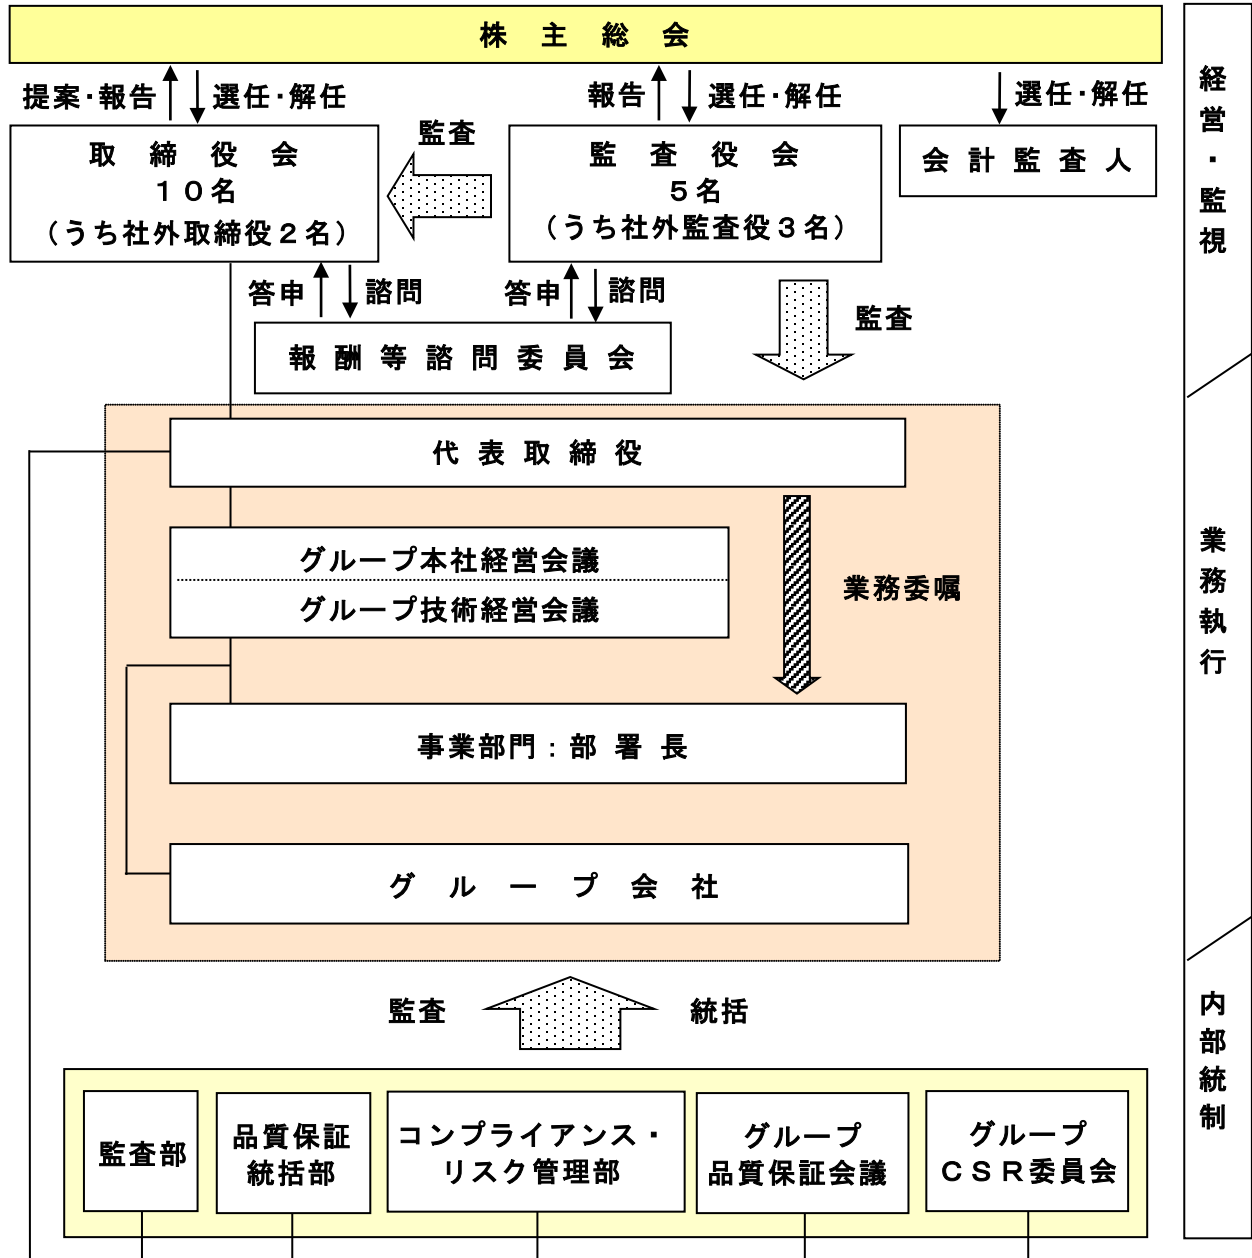 株主総会
提案・報告
選任・解任
報告
選任・解任
選任・解任
取締役会
１０名
（うち社外取締役２名）
監査
監査役会
５名
（うち社外監査役３名）
会計監査人
答申
諮問
答申
諮問
監査
報酬等諮問委員会
代表取締役
グループ本社経営会議
グループ技術経営会議
業務委嘱
事業部門：部署長
グループ会社
監査
統括
監査部
品質保証
統括部
コンプライアンス・
リスク管理部
グループ
品質保証会議
グループ
ＣＳＲ委員会
経営・監視
業務執行
内部統制